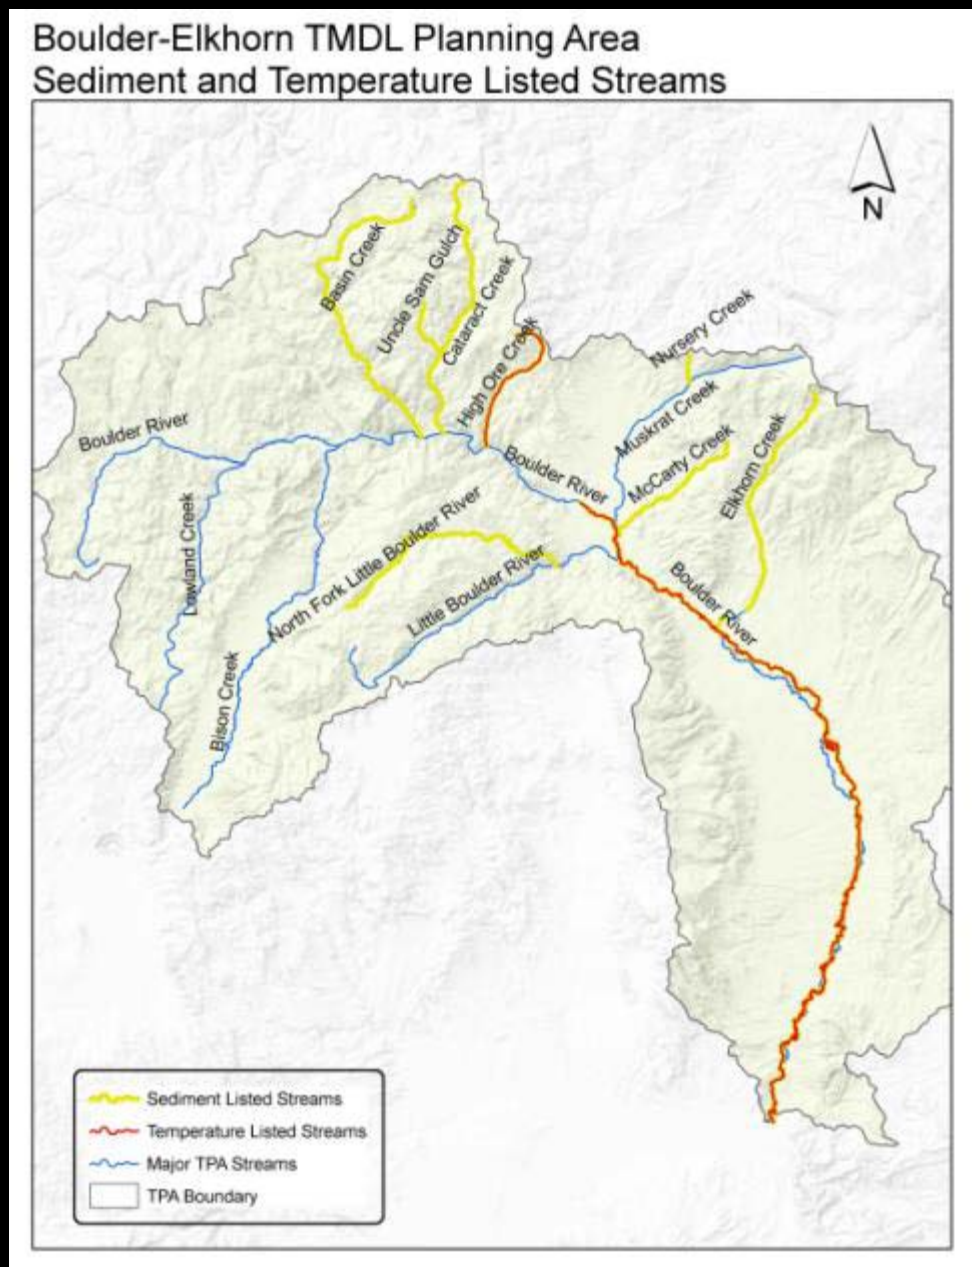 Boulder-Elkhorn TMDL Planning Area
Sediment and Temperature Listed Streams
N
Basin Creek
Uncle Sam Gulch
Cataract Creek
High Ore Creek
Nursery Creek
Boulder River
Muskrat Creek
McCarty Creek
Elkhorn Creek
Boulder River
Lowland Creek
North Fork Little Boulder River
Little Boulder River
Boulder River
Bison Creek
Sediment Listed Streams
Temperature Listed Streams
Major TPA Streams
TPA Boundary